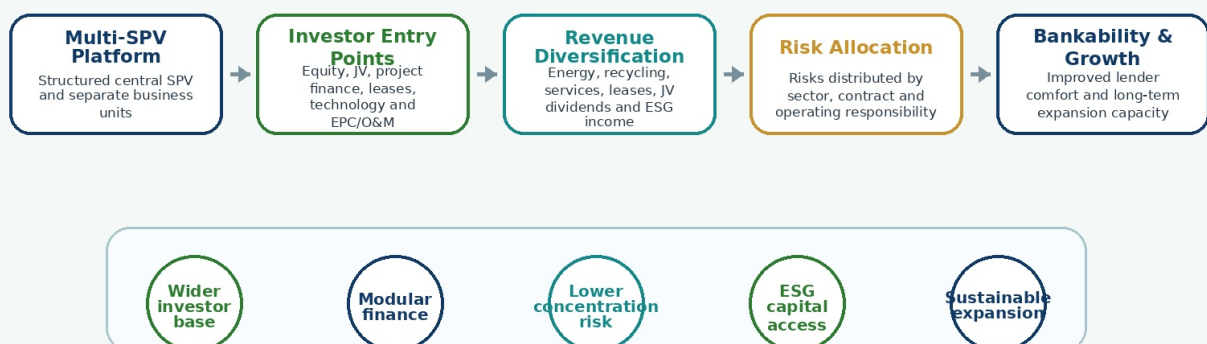 Multi-SPV
Platform
Structured central SPV
and separate business
units
Investor Entry
Points
Equity, JV, project
finance, leases,
technology and
EPC/O&M
Revenue
Diversification
Energy, recycling,
services, leases, JV
dividends and ESG
income
Risk Allocation
Risks distributed by
sector, contract and
operating responsibility
Bankability &
Growth
Improved lender
comfort and long-term
expansion capacity
Wider
investor
base
Modular
finance
Lower
concentration
risk
ESG
capital
access
Sustainable
expansion